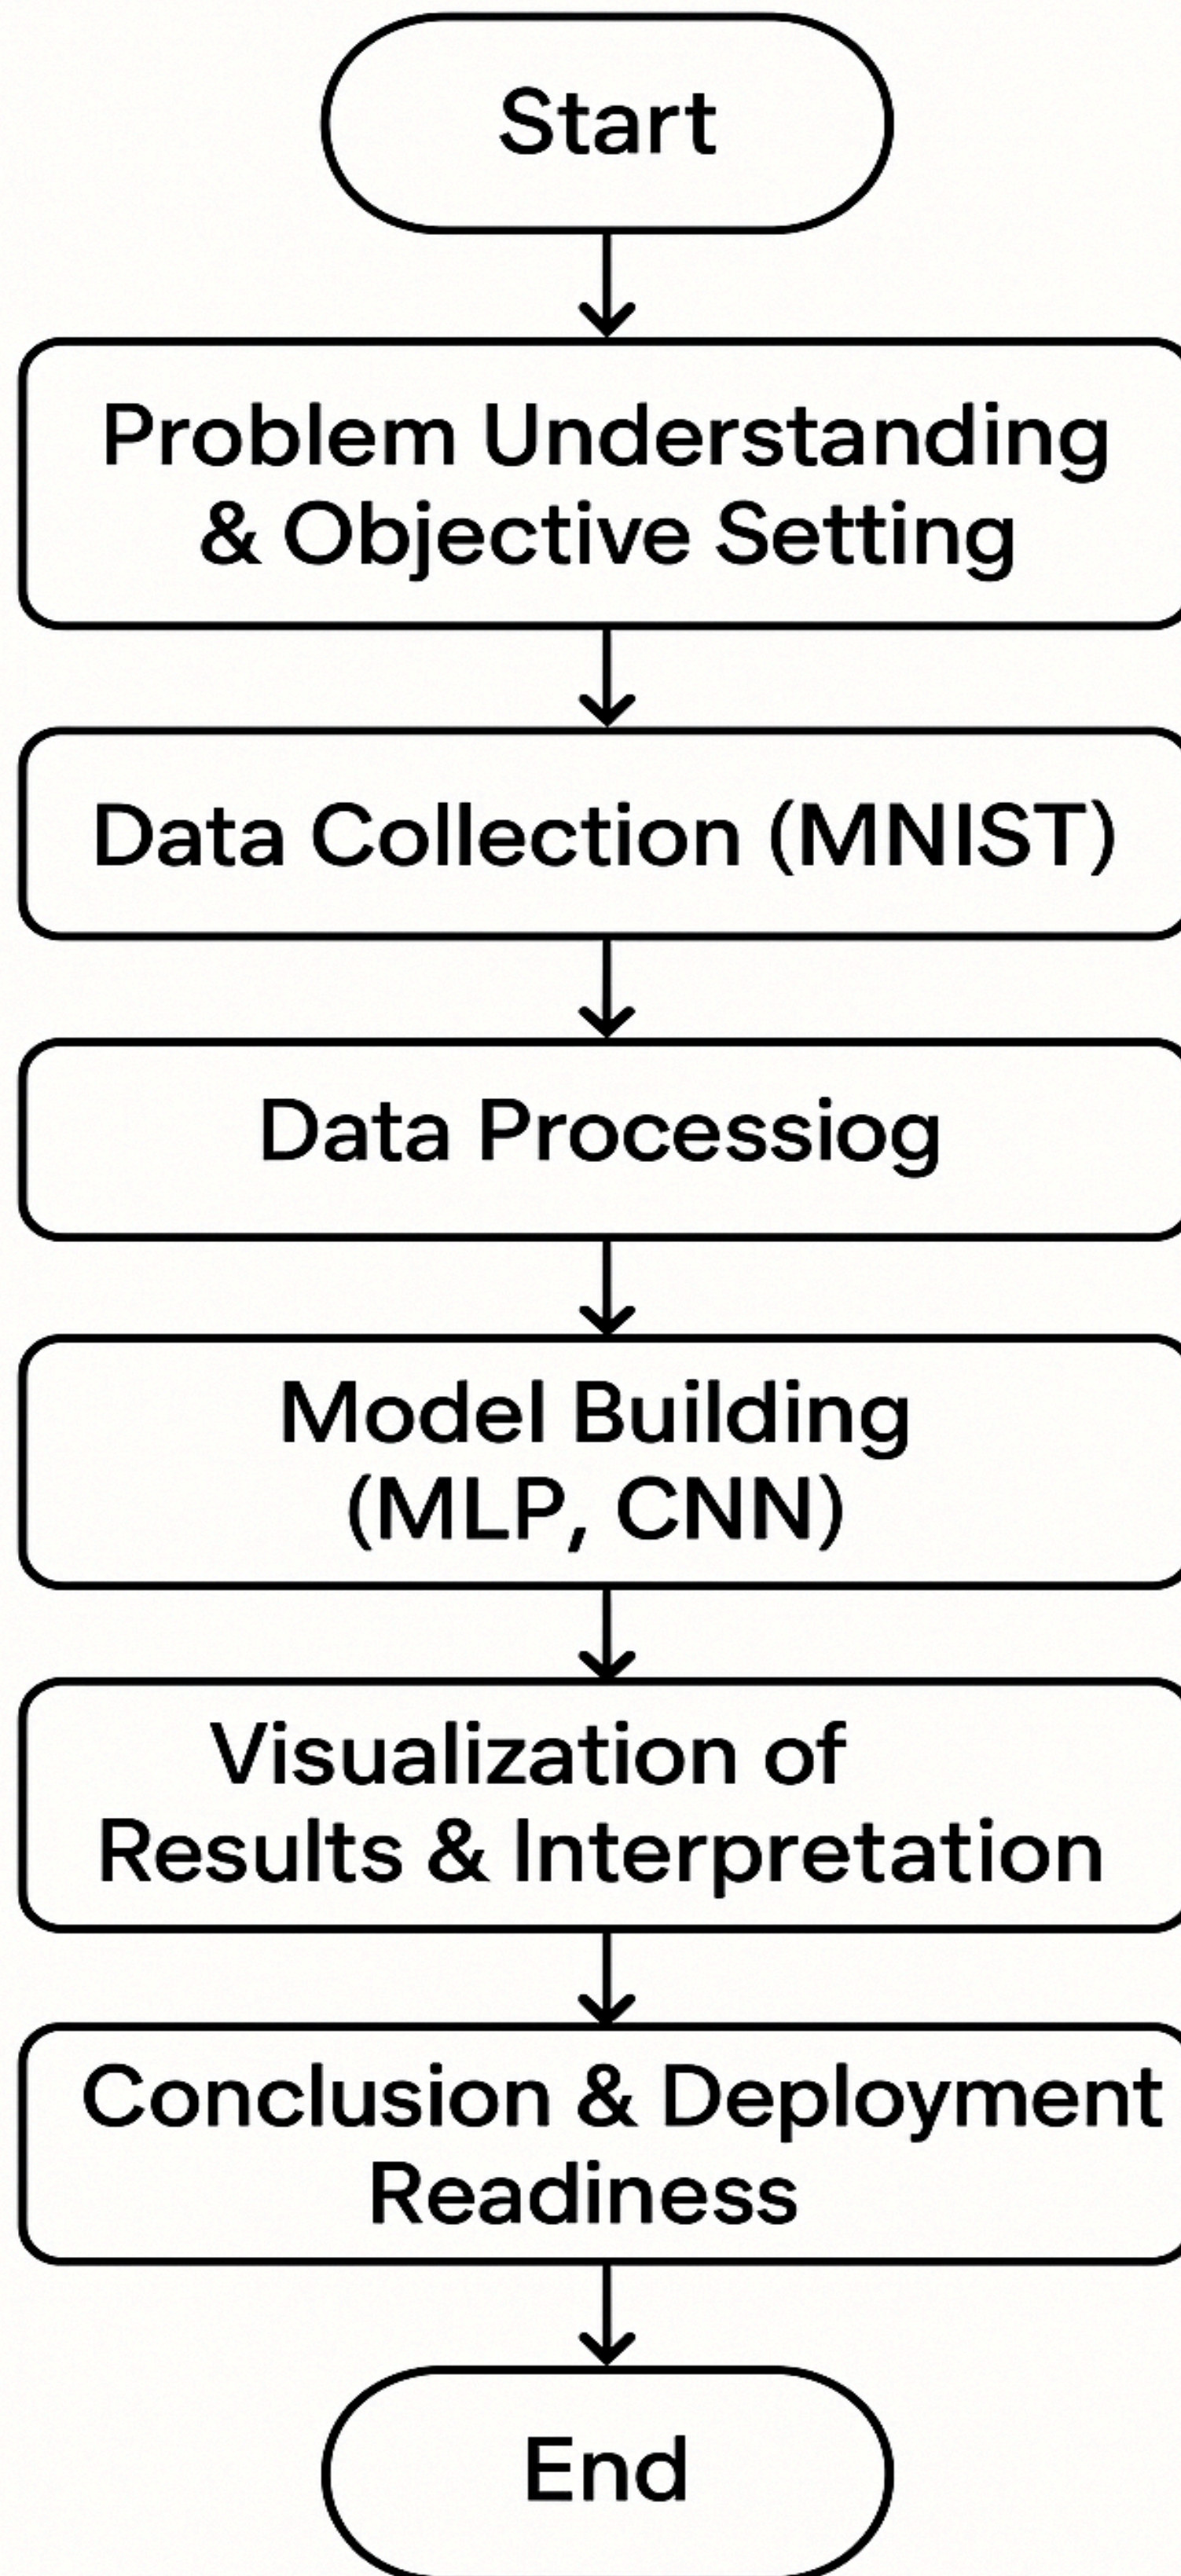 Start
Problem Understanding
& Objective Setting
Data Collection (MNIST)
Data Processiog
Model Building
(MLP, CNN)
Visualization of
Results & Interpretation
Conclusion & Deployment
Readiness
End